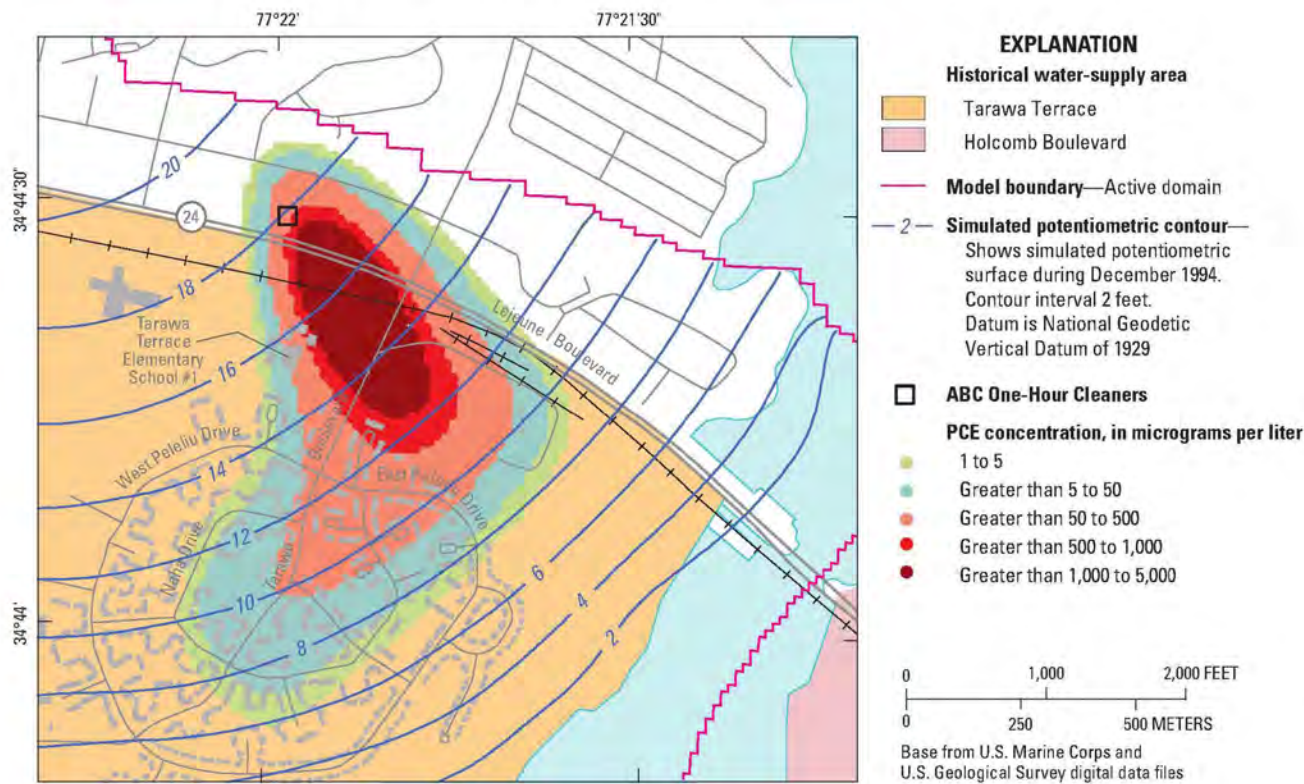 77°22'
77°21'30"
34°44'30"
34°44'
20
18
16
14
12
10
8
6
4
2
24
Tarawa
Terrace
Elementary
School #1
Lejeune Boulevard
West Peleliu Drive
East Peleliu Drive
Naha Drive
Tarawa
Boulevard
EXPLANATION
Historical water-supply area
Tarawa Terrace
Holcomb Boulevard
Model boundary—Active domain
2 Simulated potentiometric contour—
Shows simulated potentiometric
surface during December 1994.
Contour interval 2 feet.
Datum is National Geodetic
Vertical Datum of 1929
ABC One-Hour Cleaners
PCE concentration, in micrograms per liter
1 to 5
Greater than 5 to 50
Greater than 50 to 500
Greater than 500 to 1,000
Greater than 1,000 to 5,000
0 1,000 2,000 FEET
0 250 500 METERS
Base from U.S. Marine Corps and
U.S. Geological Survey digital data files